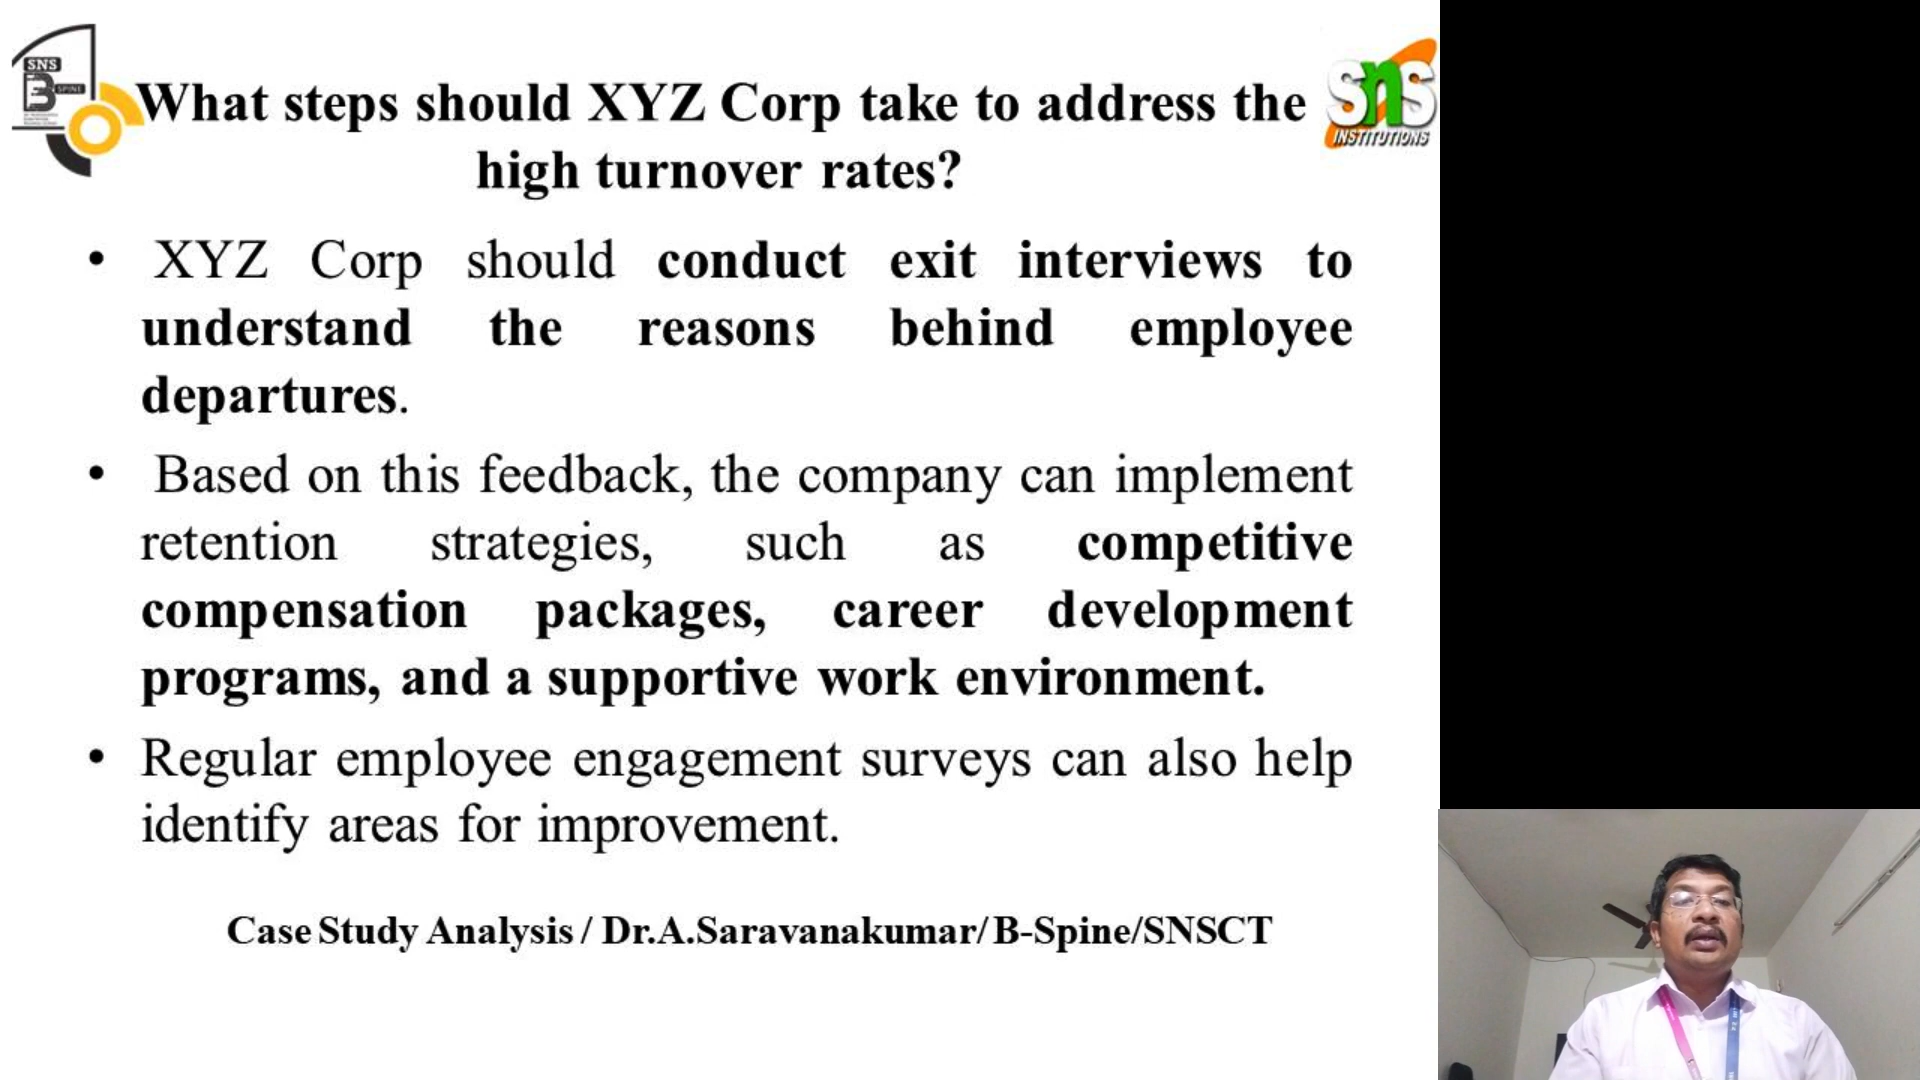 SNS
B SPINE
What steps should XYZ Corp take to address the
high turnover rates?
SNS
INSTITUTIONS
• XYZ Corp should conduct exit interviews to
understand the reasons behind employee
departures.
• Based on this feedback, the company can implement
retention strategies, such as competitive
compensation packages, career development
programs, and a supportive work environment.
• Regular employee engagement surveys can also help
identify areas for improvement.
Case Study Analysis / Dr.A.Saravanakumar/ B-Spine/SNSCT